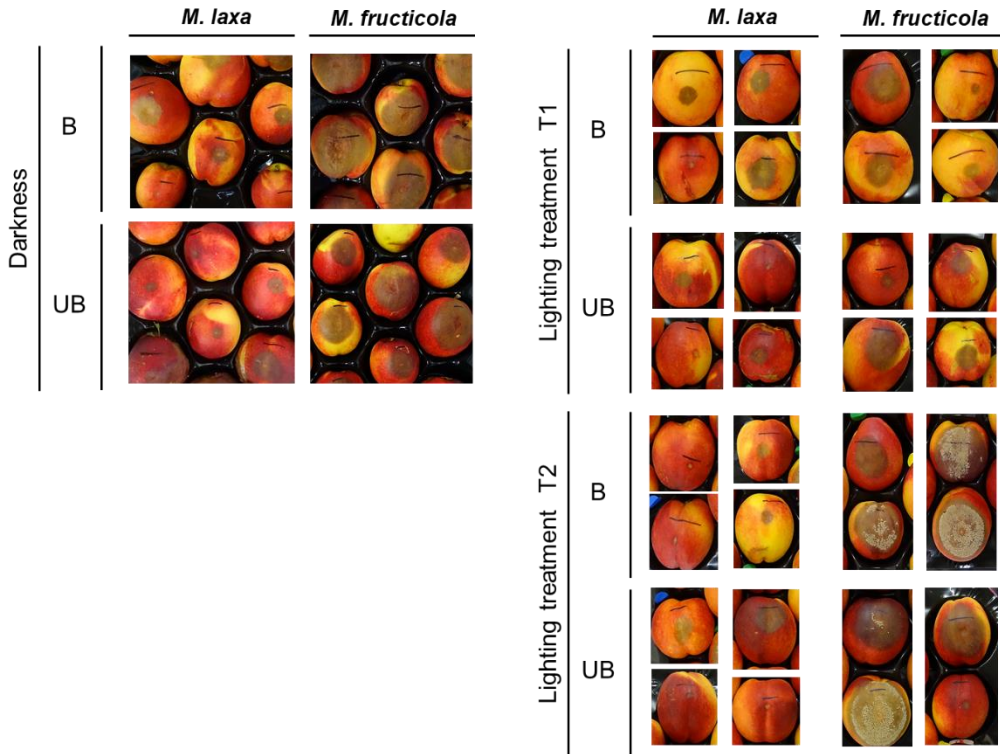 M. laxa
M. fructicola
Darkness
B
UB
M. laxa
M. fructicola
Lighting treatment T1
B
UB
Lighting treatment T2
B
UB